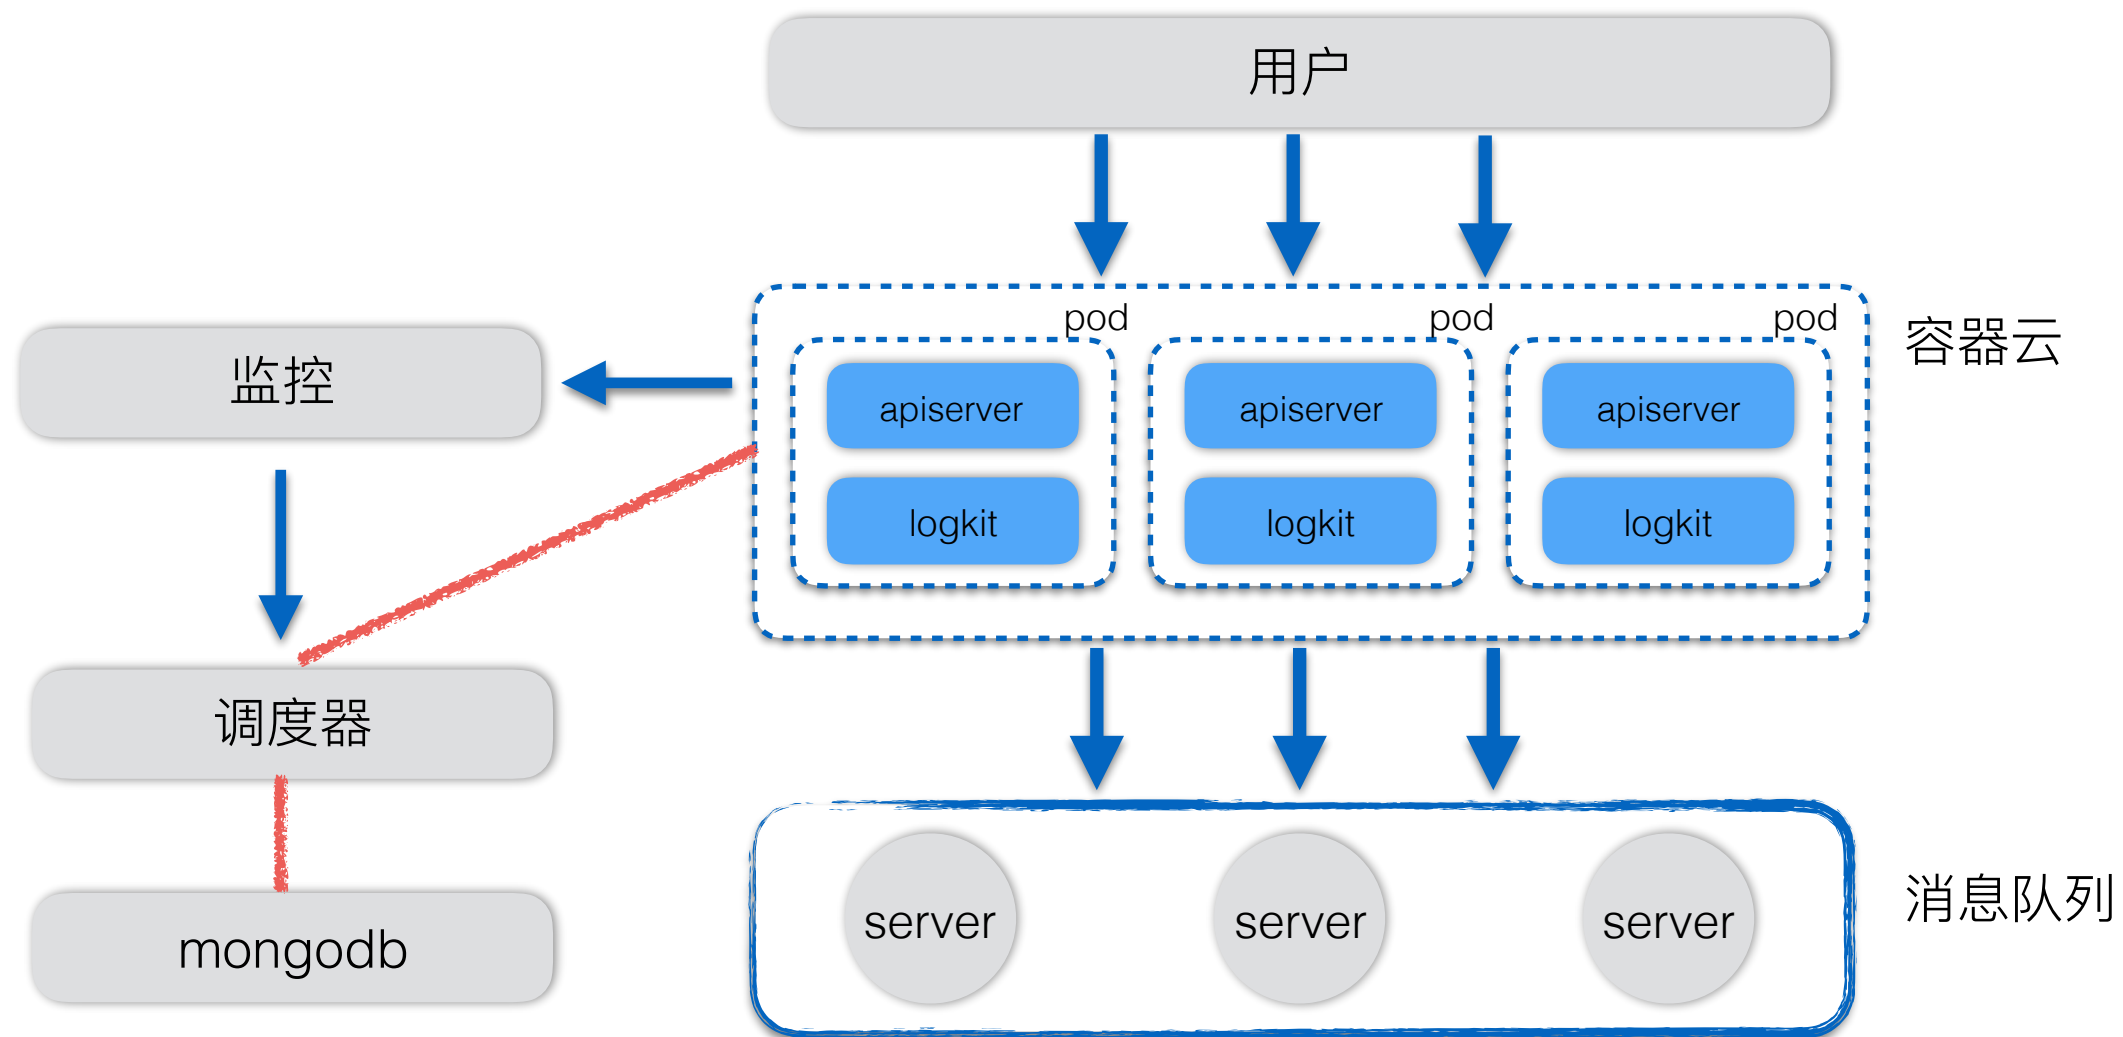 用户
pod
pod
pod
容器云
监控
apiserver
apiserver
apiserver
logkit
logkit
logkit
调度器
消息队列
server
server
server
mongodb